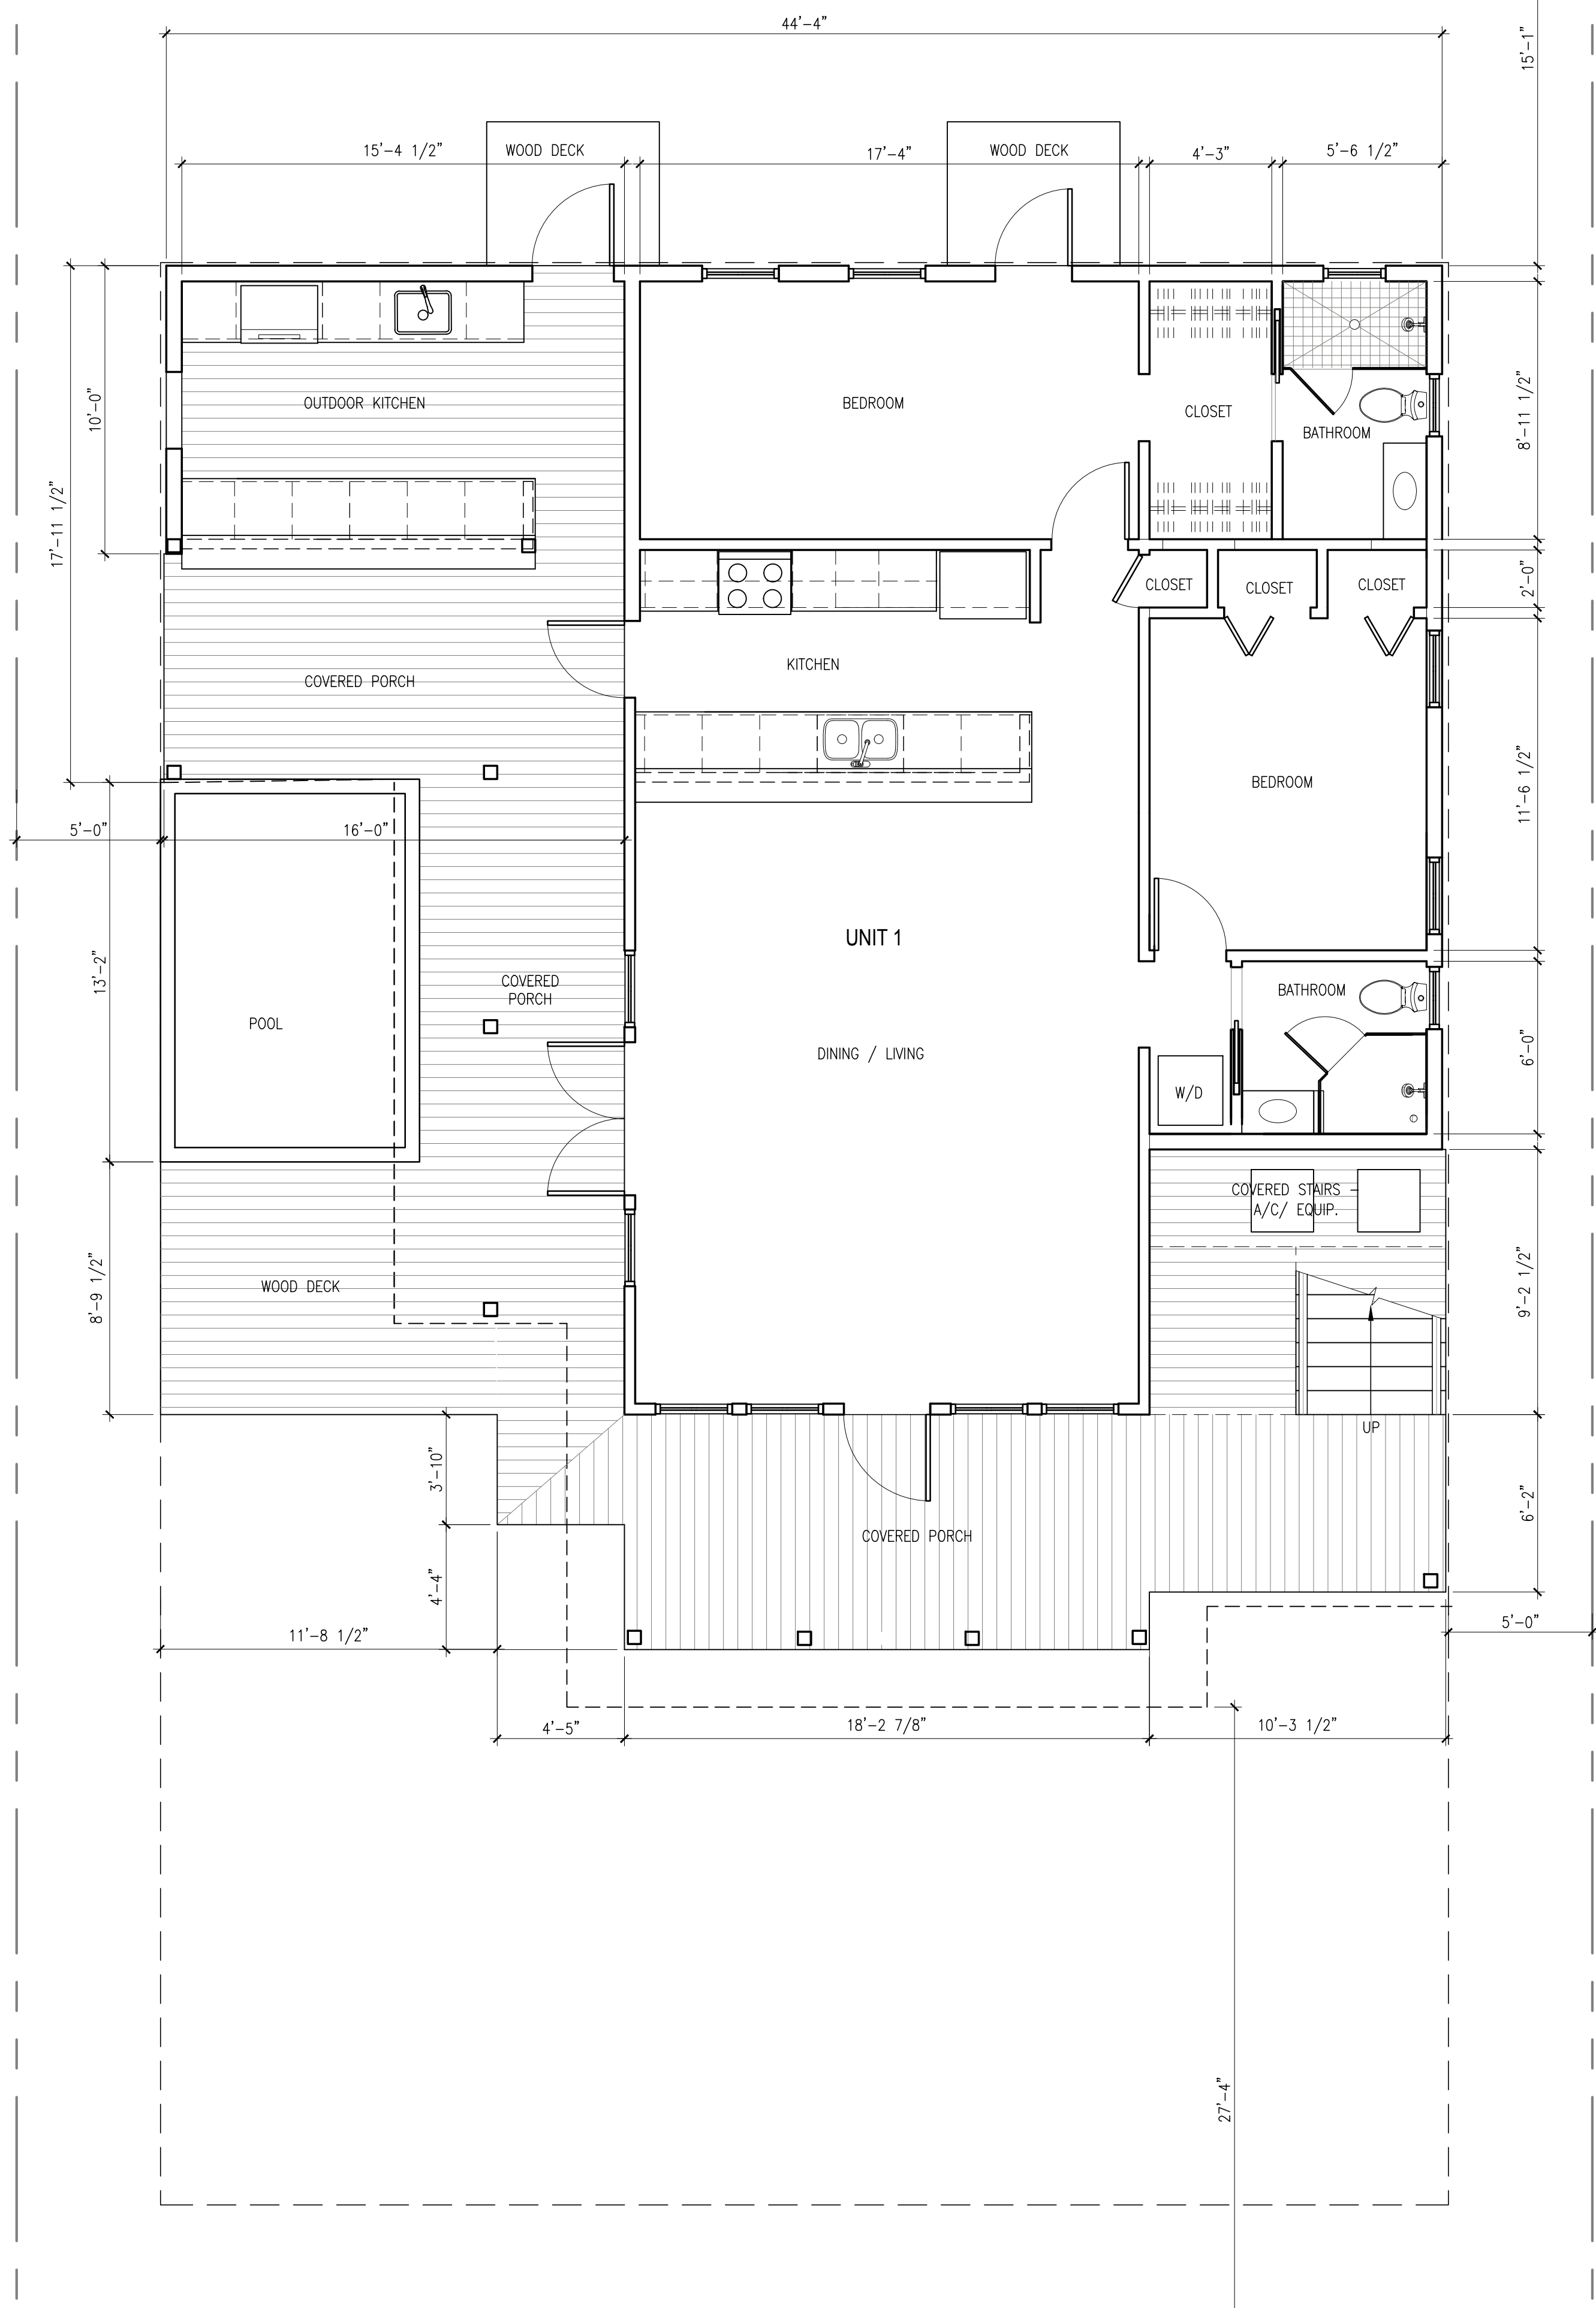 44'-4"
15'-1"
15'-4 1/2"
WOOD DECK
17'-4"
WOOD DECK
4'-3"
5'-6 1/2"
10'-0"
17'-11 1/2"
OUTDOOR KITCHEN
BEDROOM
CLOSET
BATHROOM
8'-11 1/2"
CLOSET
CLOSET
CLOSET
2'-0"
COVERED PORCH
KITCHEN
BEDROOM
11'-6 1/2"
5'-0"
16'-0"
UNIT 1
13'-2"
COVERED
PORCH
BATHROOM
POOL
DINING / LIVING
6'-0"
W/D
COVERED STAIRS -
A/C/ EQUIP.
8'-9 1/2"
WOOD DECK
9'-2 1/2"
UP
3'-10"
COVERED PORCH
6'-2"
4'-4"
11'-8 1/2"
5'-0"
4'-5"
18'-2 7/8"
10'-3 1/2"
27'-4"